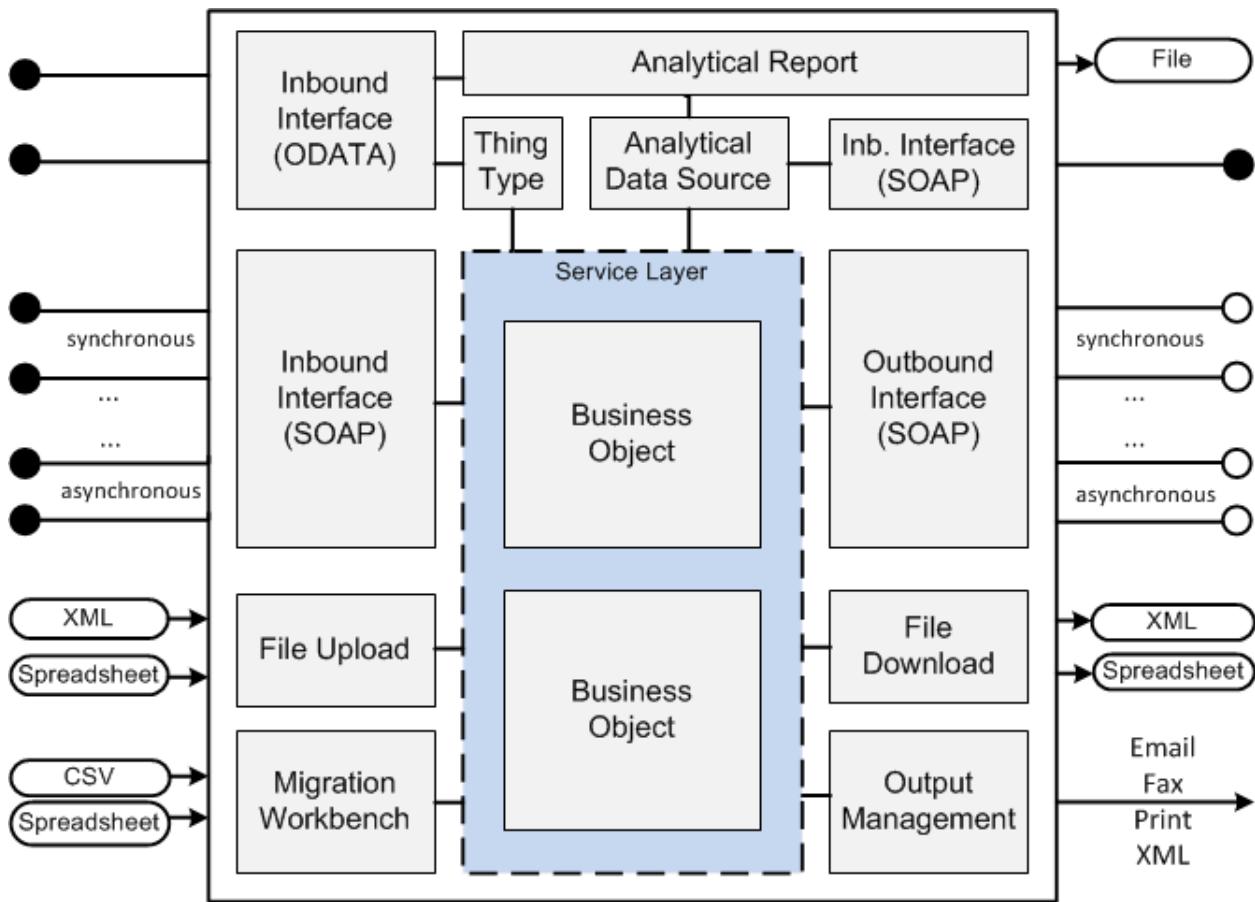 Inbound
Interface
(ODATA)
Analytical Report
File
Thing
Type
Analytical
Data Source
Inb. Interface
(SOAP)
Service Layer
synchronous
...
...
asynchronous
Inbound
Interface
(SOAP)
Business
Object
Outbound
Interface
(SOAP)
synchronous
...
...
asynchronous
XML
Spreadsheet
File Upload
Business
Object
File
Download
XML
Spreadsheet
CSV
Spreadsheet
Migration
Workbench
Output
Management
Email
Fax
Print
XML